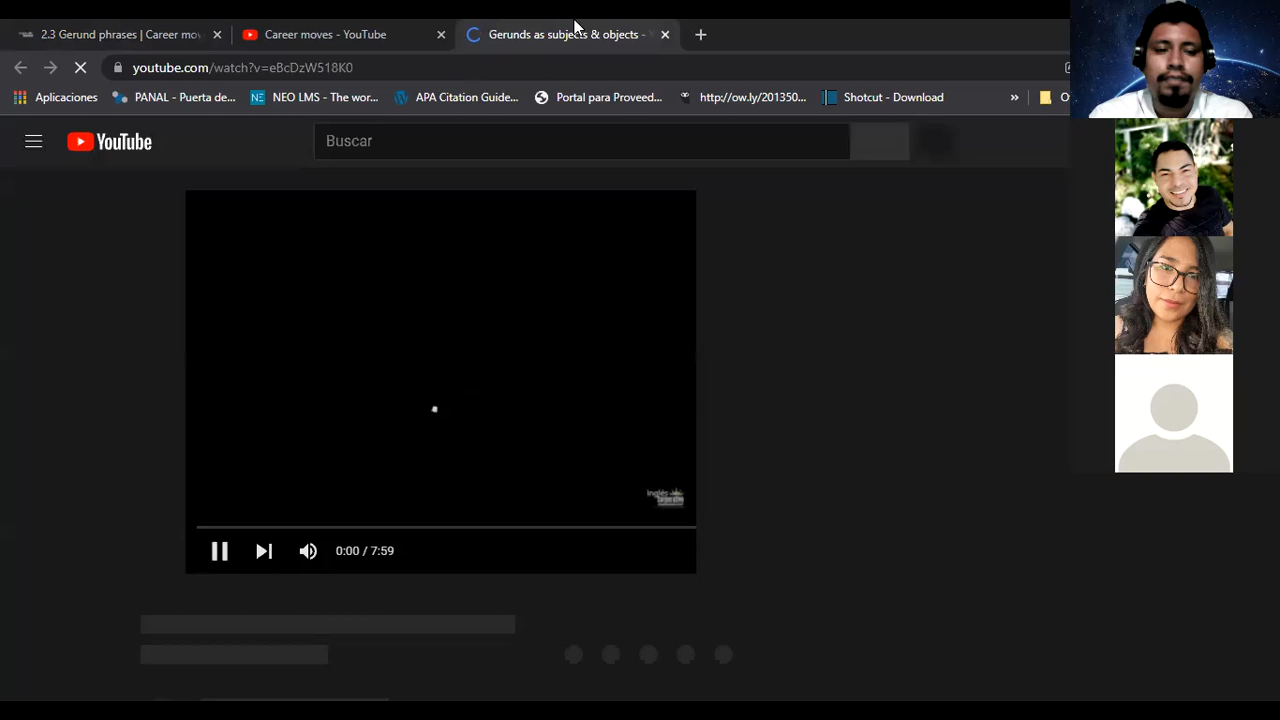 2.3 Gerund phrases | Career mov
Career moves - YouTube
Gerunds as subjects & objects -
youtube.com/watch?v=eBcDzW518K0
Aplicaciones
PANAL - Puerta de...
NEO LMS - The wor...
APA Citation Guide...
Portal para Proveed...
http://ow.ly/201350...
Shotcut - Download
»
YouTube
Buscar
Inglés
0:00 / 7:59